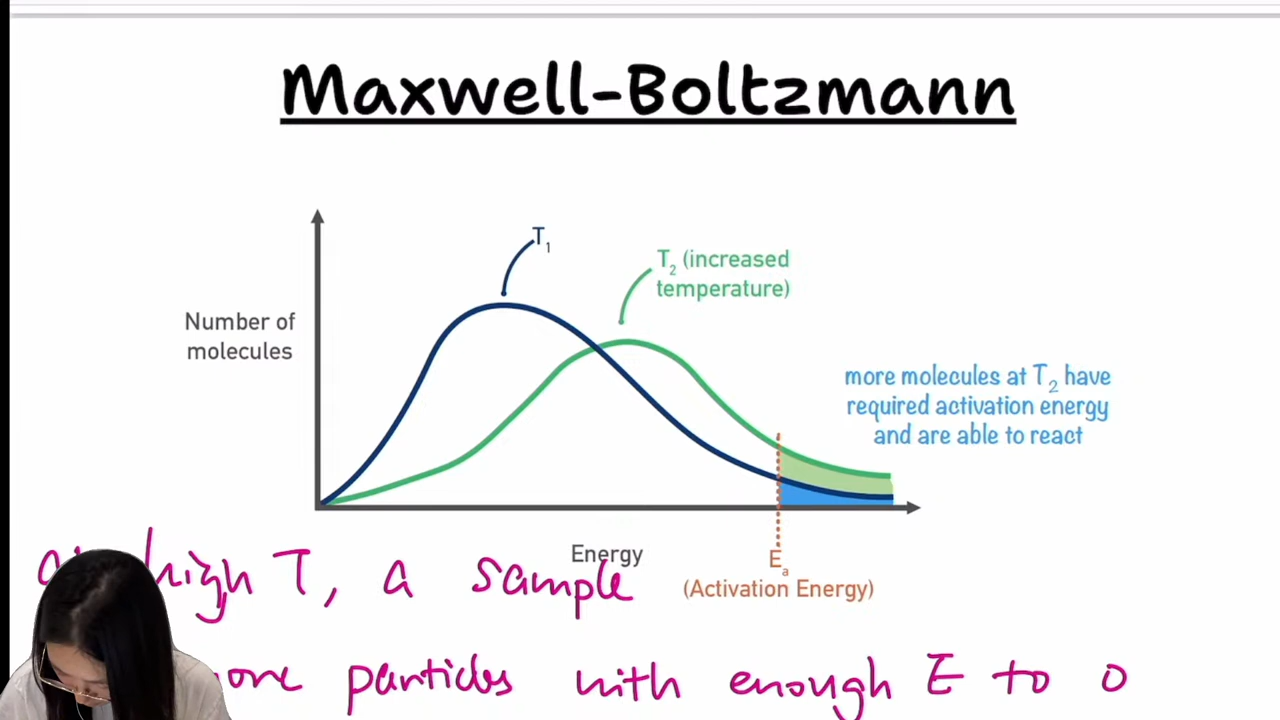 Maxwell-Boltzmann
T₁
T₂ (increased
temperature)
Number of
molecules
more molecules at T₂ have
required activation energy
and are able to react
Energy
Eₐ
(Activation Energy)
high T, a sample
particles with enough E to